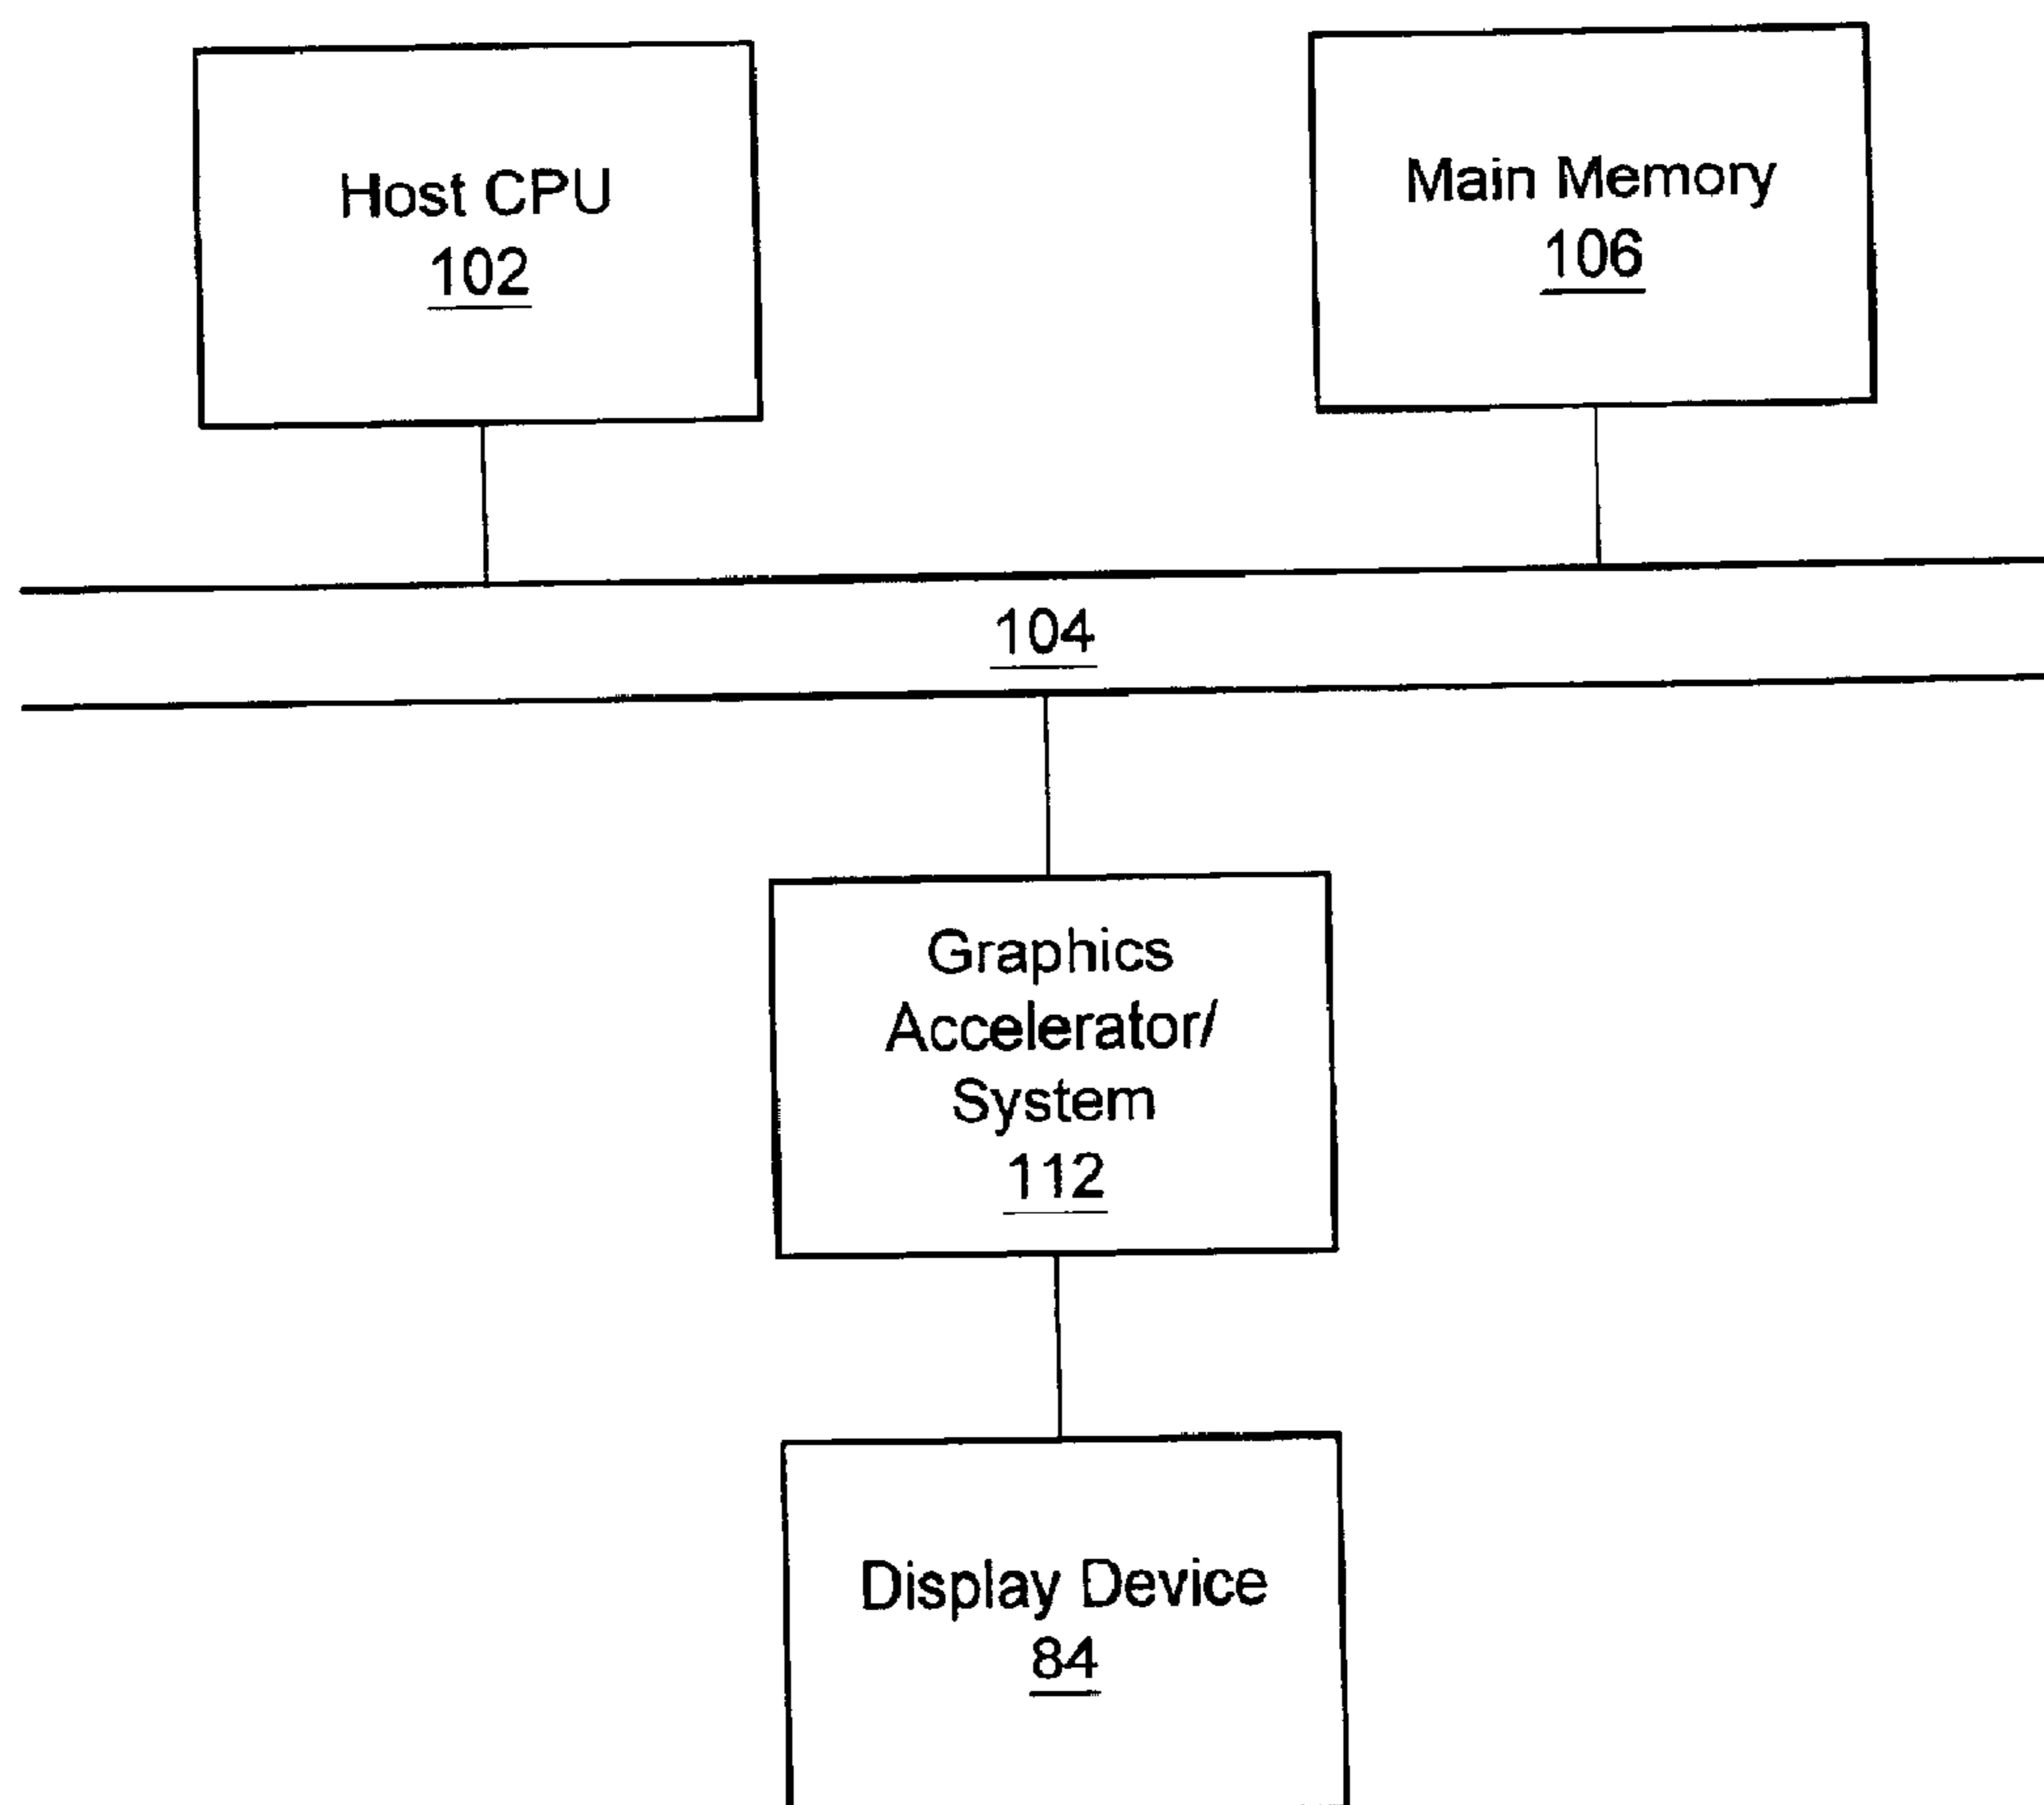 Host CPU
102
Main Memory
106
104
Graphics
Accelerator/
System
112
Display Device
84